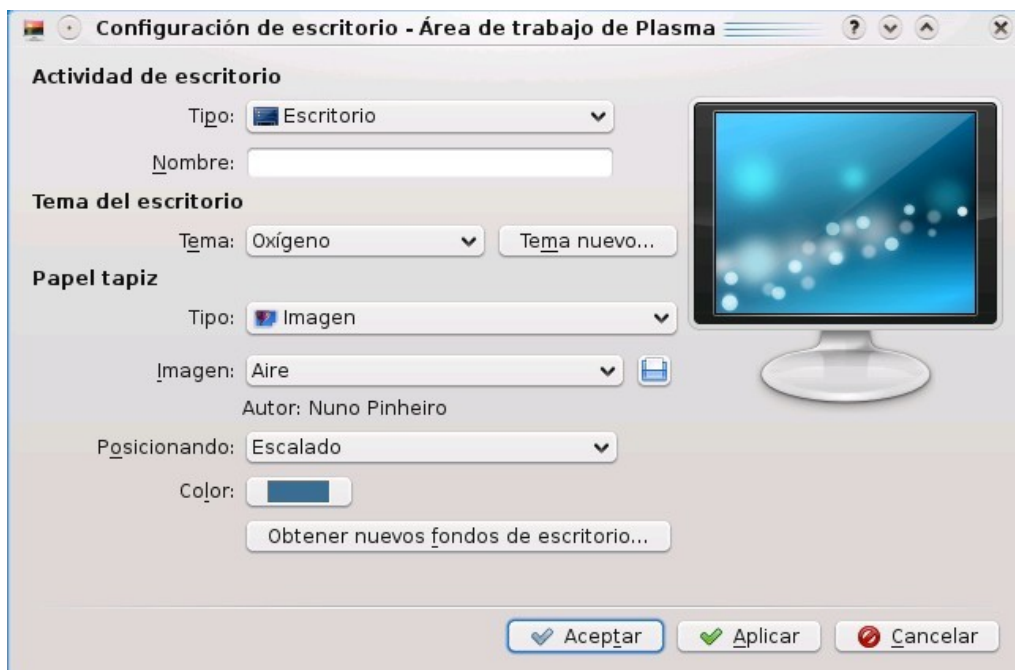 Configuración de escritorio - Área de trabajo de Plasma
Actividad de escritorio
Tipo: Escritorio
Nombre:
Tema del escritorio
Tema: Oxígeno Tema nuevo...
Papel tapiz
Tipo: Imagen
Imagen: Aire
Autor: Nuno Pinheiro
Posicionando: Escalado
Color:
Obtener nuevos fondos de escritorio...
Aceptar Aplicar Cancelar